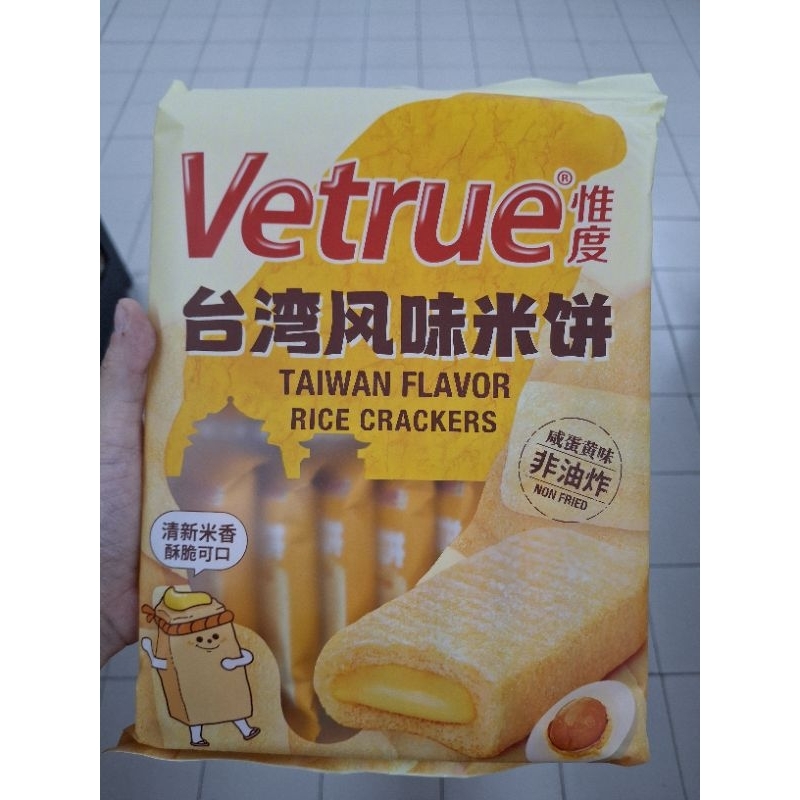 Vetrue®
惟度
台湾风味米饼
TAIWAN FLAVOR
RICE CRACKERS
咸蛋黄味
非油炸
NON FRIED
清新米香
酥脆可口